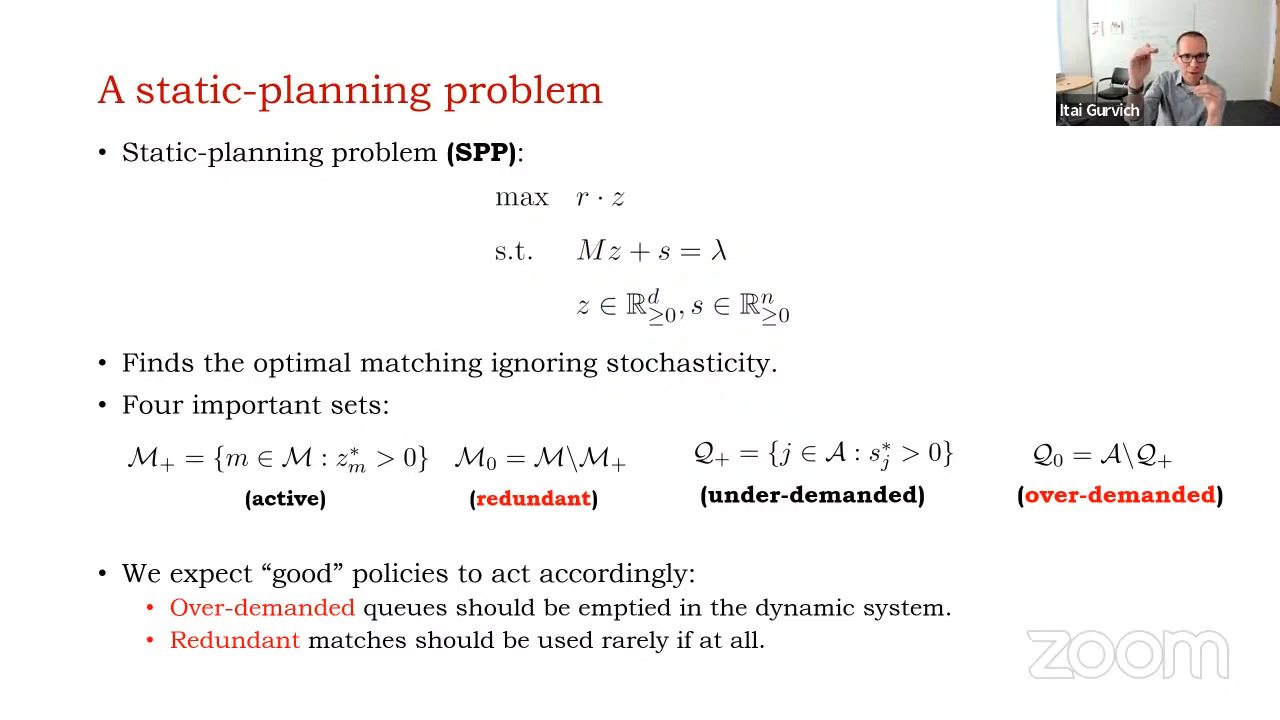 A static-planning problem
Itai Gurvich
• Static-planning problem (SPP):
max r · z
s.t. Mz + s = λ
z ∈ ℝ^d_≥0, s ∈ ℝ^n_≥0
• Finds the optimal matching ignoring stochasticity.
• Four important sets:
ℳ₊ = {m ∈ ℳ : z*_m > 0} ℳ₀ = ℳ\ℳ₊ 𝒬₊ = {j ∈ 𝒜 : s*_j > 0} 𝒬₀ = 𝒜\𝒬₊
(active) (redundant) (under-demanded) (over-demanded)
• We expect “good” policies to act accordingly:
• Over-demanded queues should be emptied in the dynamic system.
• Redundant matches should be used rarely if at all.
zoom